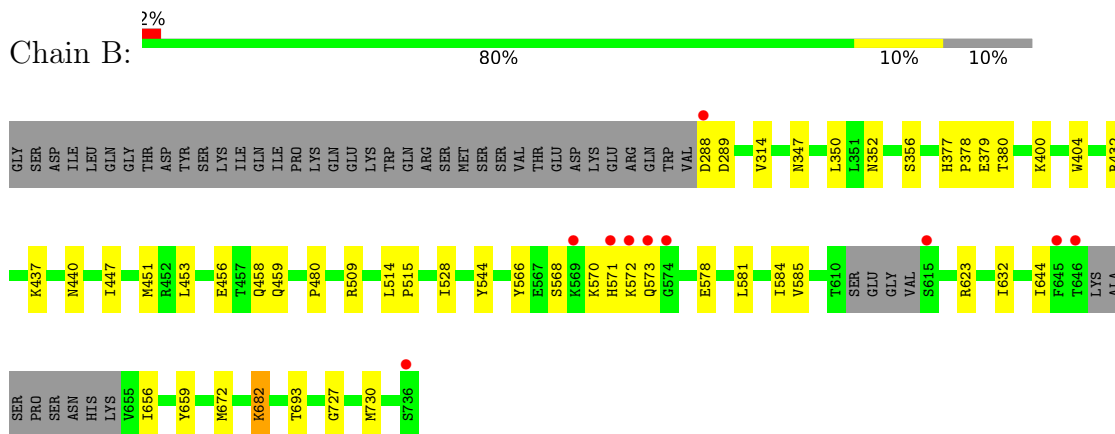 2%
Chain B:
80% 10% 10%
GLY SER ASP ILE LEU GLN GLY THR ASP TYR SER LYS ILE GLN ILE PRO LYS GLN GLU LYS TRP GLN ARG SER MET SER SER VAL THR GLU ASP LYS GLU ARG GLN TRP VAL D288 D289 V314 N347 L350 L351 N352 S356 H377 P378 E379 T380 K400 W404
K437 N440 I447 M451 R452 L453 E456 T457 Q458 Q459 P480 R509 L514 P515 I528 Y544 Y566 E567 S568 K569 K570 H571 K572 Q573 G574 E578 L581 I584 V585 T610 SER GLU GLY VAL S615 R623 I632 I644 F645 T646 LYS ALA
SER PRO SER ASN HIS LYS V655 I656 Y659 M672 K682 T693 G727 M730 S736